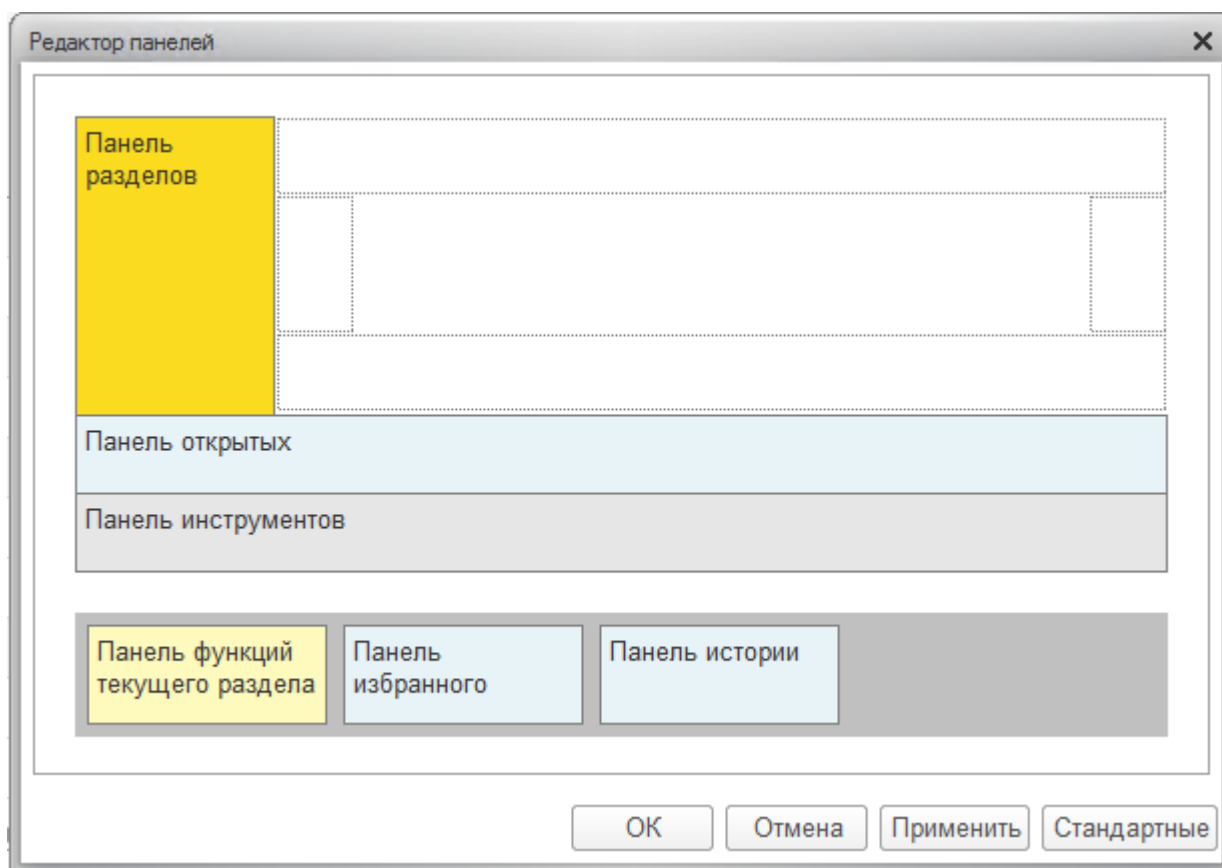 Редактор панелей
Панель
разделов
Панель открытых
Панель инструментов
Панель функций
текущего раздела
Панель
избранного
Панель истории
ОК
Отмена
Применить
Стандартные